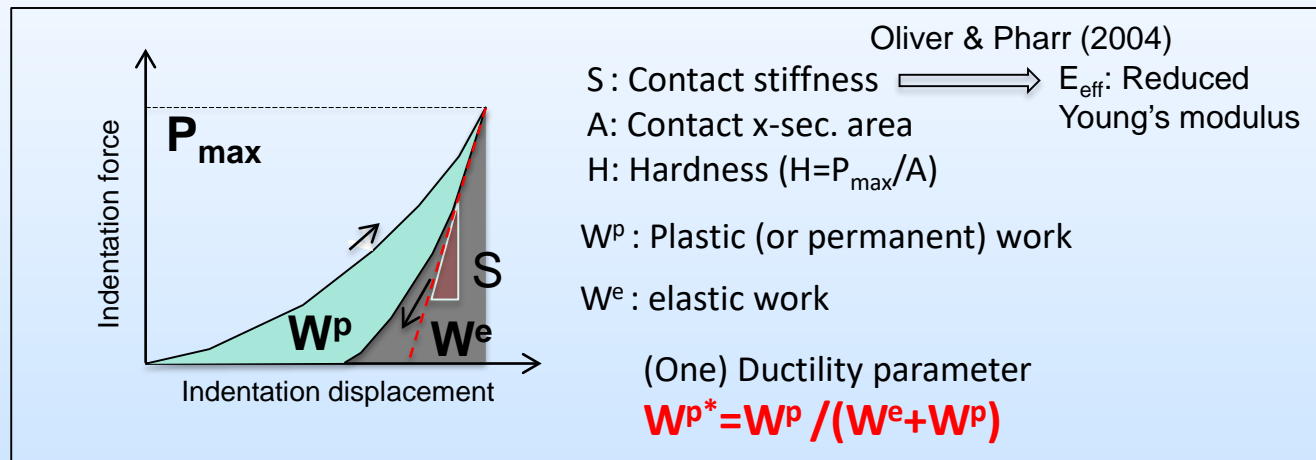 Oliver & Pharr (2004)
S : Contact stiffness
E_eff: Reduced
Young's modulus
A: Contact x-sec. area
H: Hardness (H=P_max/A)
W^p : Plastic (or permanent) work
W^e : elastic work
(One) Ductility parameter
W^p*=W^p /(W^e+W^p)
P_max
Indentation force
S
W^p
W^e
Indentation displacement